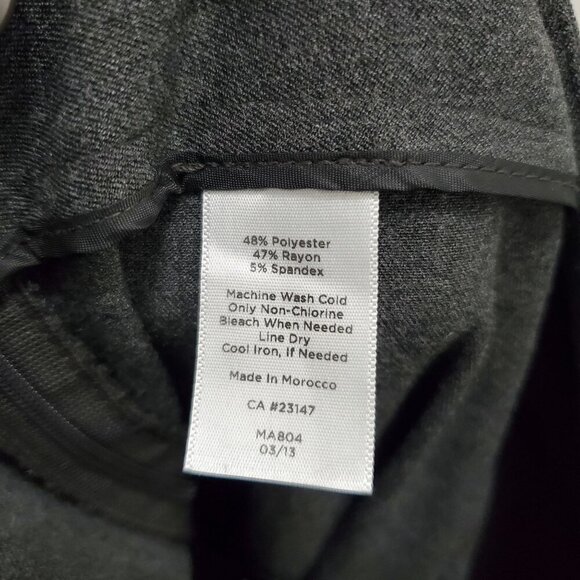 48% Polyester
47% Rayon
5% Spandex
Machine Wash Cold
Only Non-Chlorine
Bleach When Needed
Line Dry
Cool Iron, If Needed
Made In Morocco
CA #23147
MA804
03/13